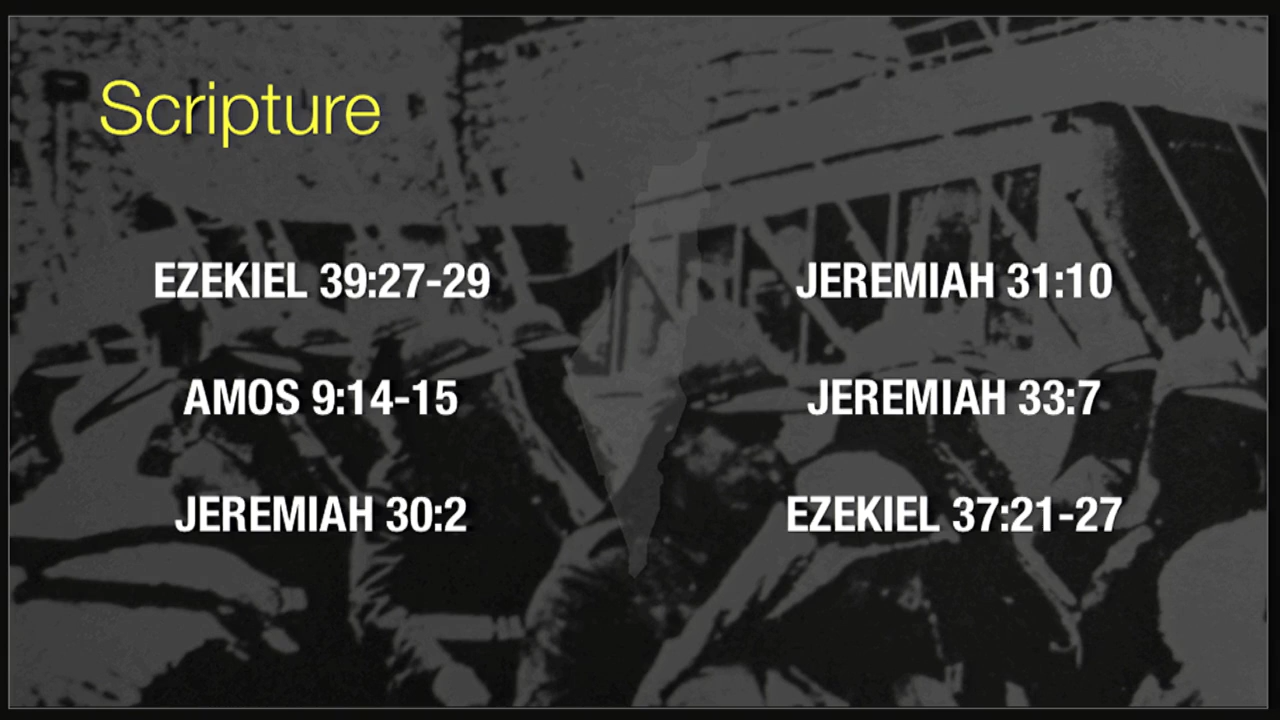 Scripture
EZEKIEL 39:27-29
AMOS 9:14-15
JEREMIAH 30:2
JEREMIAH 31:10
JEREMIAH 33:7
EZEKIEL 37:21-27